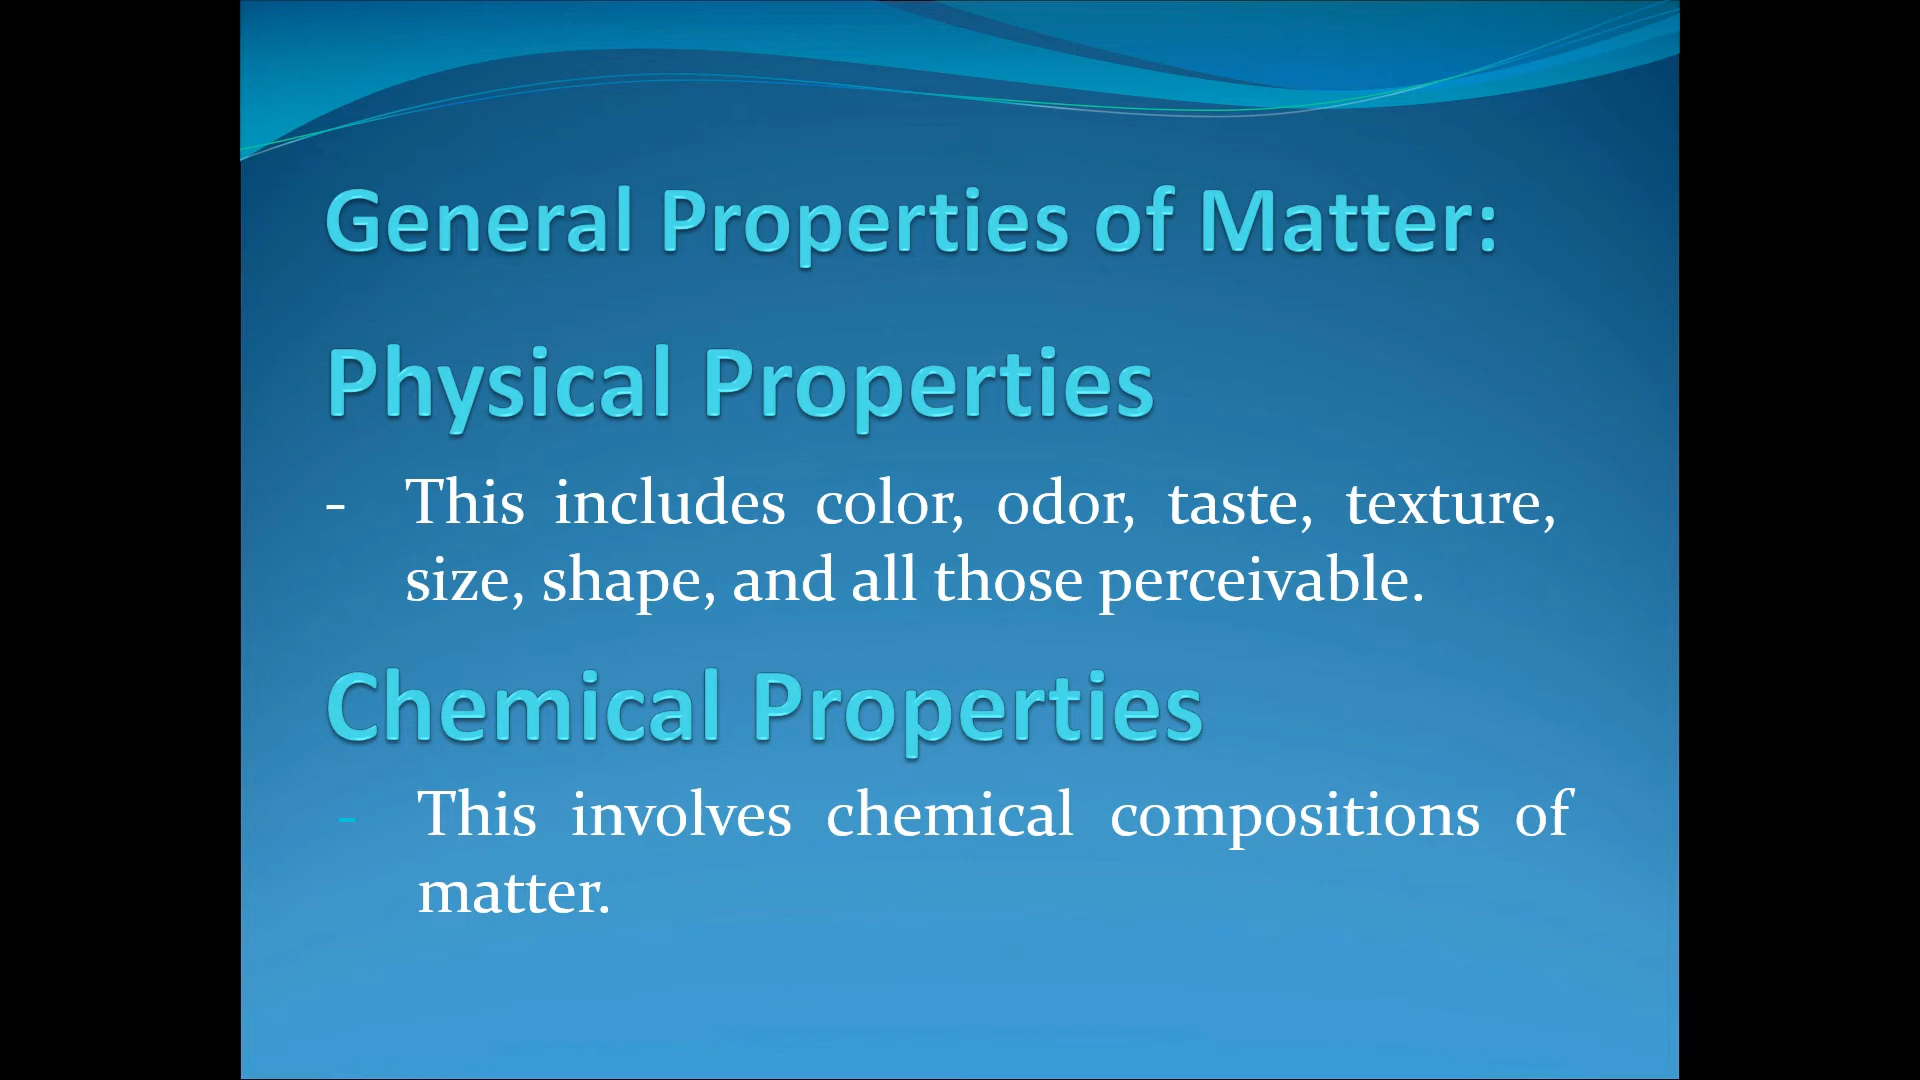 General Properties of Matter:
Physical Properties
- This includes color, odor, taste, texture,
size, shape, and all those perceivable.
Chemical Properties
- This involves chemical compositions of
matter.